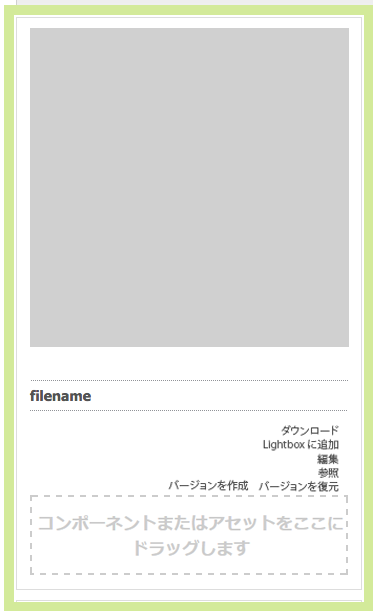 filename
ダウンロード
Lightbox に追加
編集
参照
バージョンを作成 バージョンを復元
コンポーネントまたはアセットをここに
ドラッグします